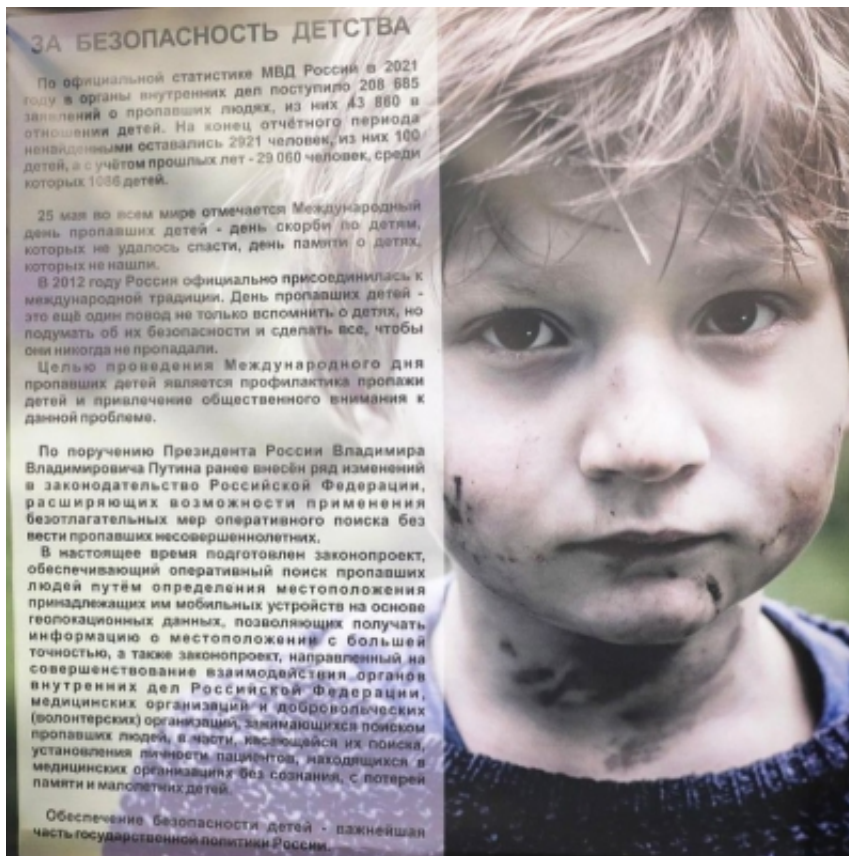 ЗА БЕЗОПАСНОСТЬ ДЕТСТВА
По официальной статистике МВД России в 2021
году в органы внутренних дел поступило 208 685
заявлений о пропавших людях, из них 43 860 в
отношении детей. На конец отчётного периода
ненайденными оставались 2921 человек, из них 100
детей, а с учётом прошлых лет - 29 060 человек, среди
которых 1086 детей.
25 мая во всем мире отмечается Международный
день пропавших детей - день скорби по детям,
которых не удалось спасти, день памяти о детях,
которых не нашли.
В 2012 году Россия официально присоединилась к
международной традиции. День пропавших детей -
это ещё один повод не только вспомнить о детях, но
подумать об их безопасности и сделать все, чтобы
они никогда не пропадали.
Целью проведения Международного дня
пропавших детей является профилактика пропажи
детей и привлечение общественного внимания к
данной проблеме.
По поручению Президента России Владимира
Владимировича Путина ранее внесён ряд изменений
в законодательство Российской Федерации,
расширяющих возможности применения
безотлагательных мер оперативного поиска без
вести пропавших несовершеннолетних.
В настоящее время подготовлен законопроект,
обеспечивающий оперативный поиск пропавших
людей путём определения местоположения
принадлежащих им мобильных устройств на основе
геолокационных данных, позволяющих получать
информацию о местоположении с большей
точностью, а также законопроект, направленный на
совершенствование взаимодействия органов
внутренних дел Российской Федерации,
медицинских организаций и добровольческих
(волонтерских) организаций, занимающихся поиском
пропавших людей, в части, касающейся их поиска,
установления личности пациентов, находящихся в
медицинских организациях без сознания, с потерей
памяти и малолетних детей.
Обеспечение безопасности детей - важнейшая
часть государственной политики России.